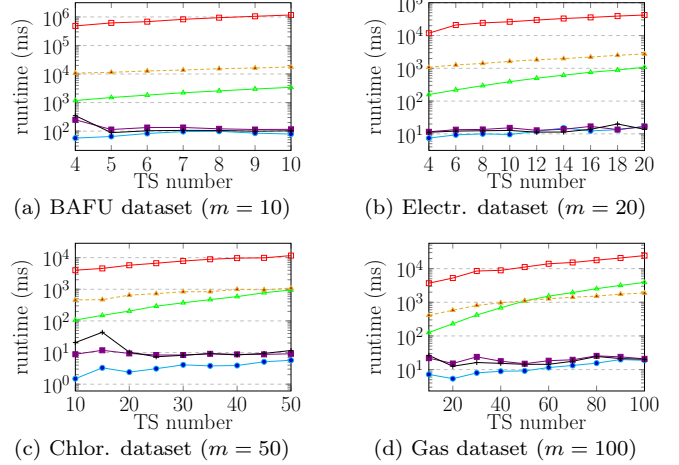 10^6
10^5
10^4
10^3
10^2
runtime (ms)
4 5 6 7 8 9 10
TS number
(a) BAFU dataset (m = 10)
10^5
10^4
10^3
10^2
10^1
runtime (ms)
4 6 8 10 12 14 16 18 20
TS number
(b) Electr. dataset (m = 20)
10^4
10^3
10^2
10^1
10^0
runtime (ms)
10 20 30 40 50
TS number
(c) Chlor. dataset (m = 50)
10^4
10^3
10^2
10^1
runtime (ms)
20 40 60 80 100
TS number
(d) Gas dataset (m = 100)